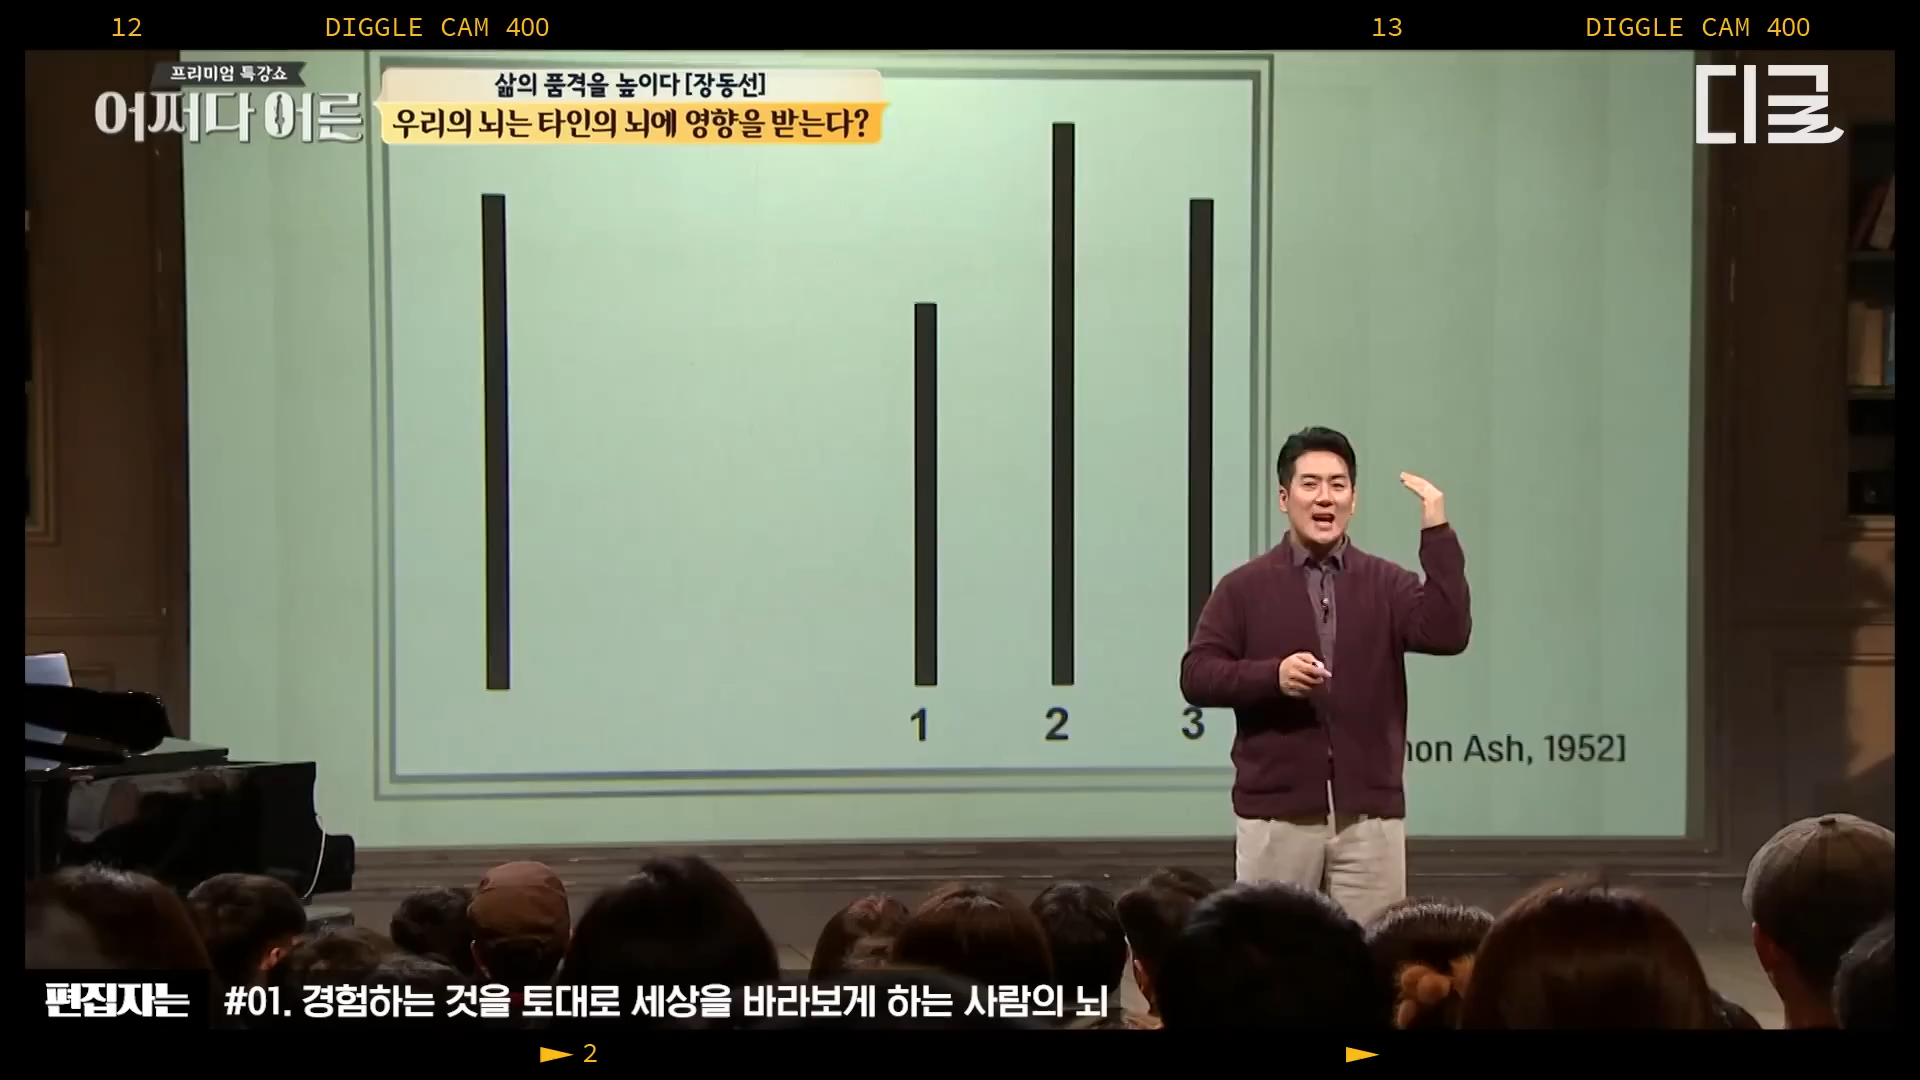 12 DIGGLE CAM 400 13 DIGGLE CAM 400
프리미엄 특강쇼
어쩌다 어른
삶의 품격을 높이다 [장동선]
우리의 뇌는 타인의 뇌에 영향을 받는다?
디글
1 2 3
Ash, 1952]
편집자는 #01. 경험하는 것을 토대로 세상을 바라보게 하는 사람의 뇌
2